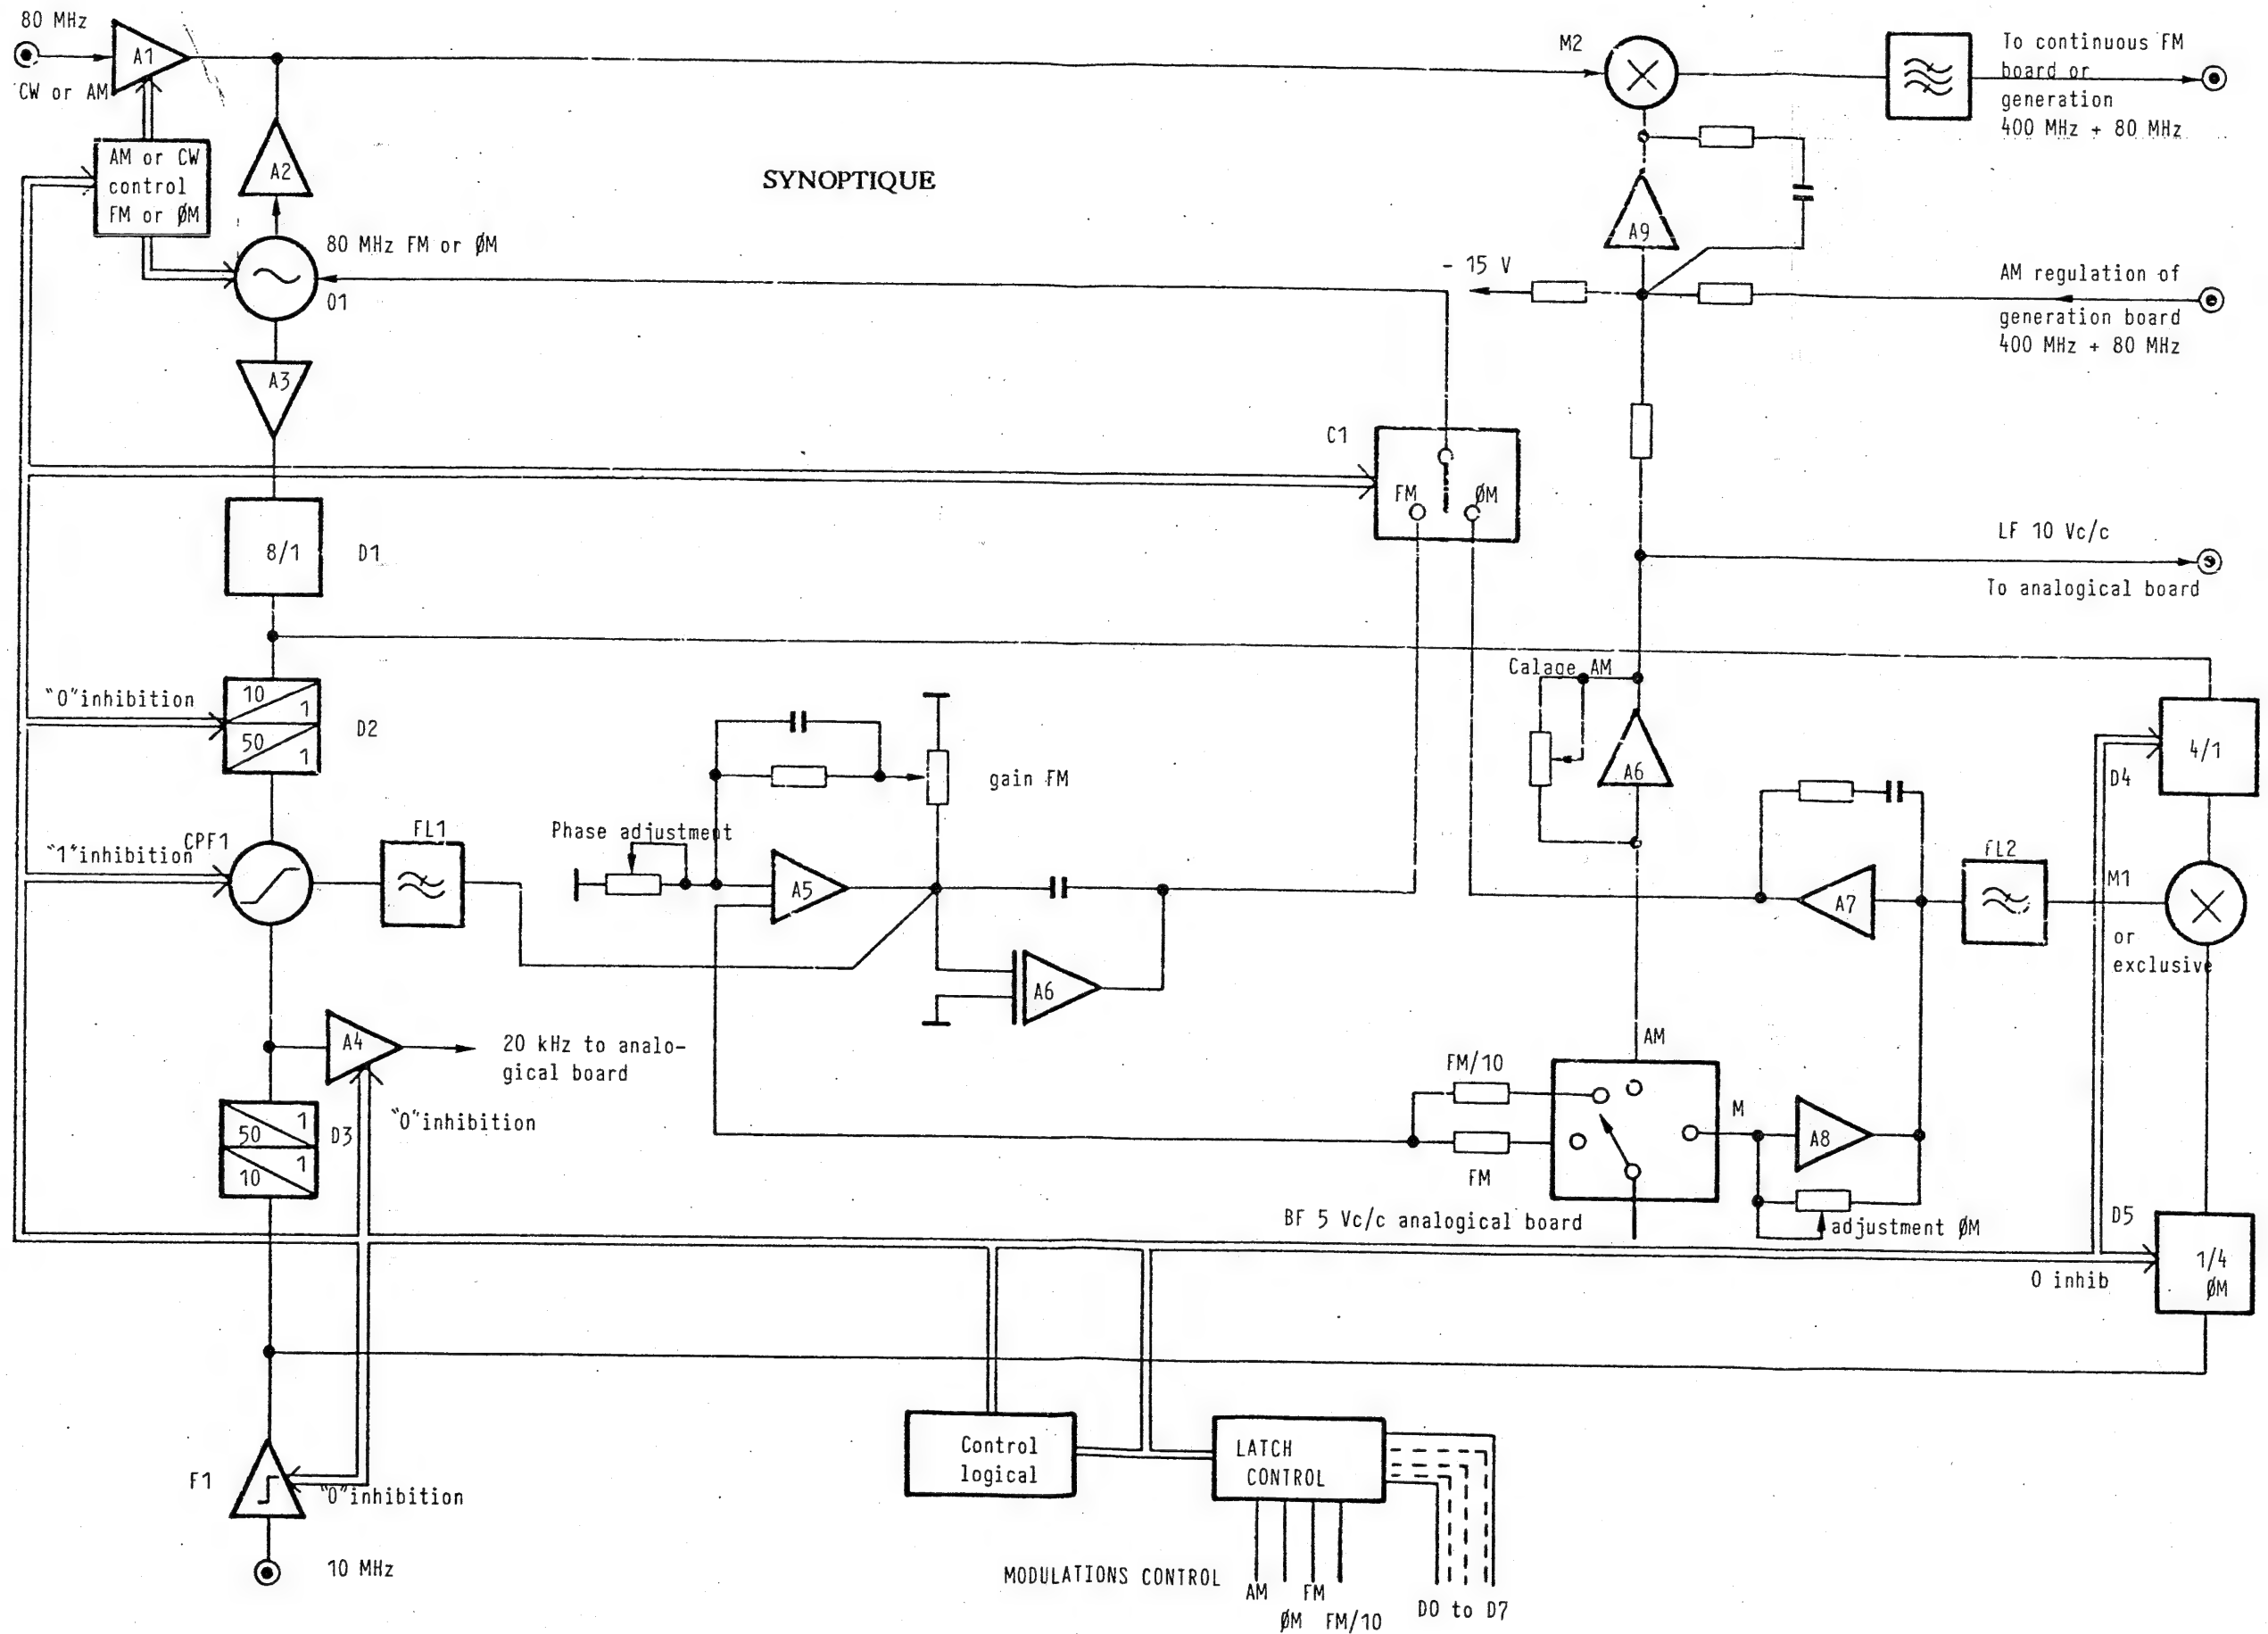 80 MHz
CW or AM
A1
AM or CW
control
FM or ØM
A2
SYNOPTIQUE
80 MHz FM or ØM
O1
A3
M2
To continuous FM
board or
generation
400 MHz + 80 MHz
A9
- 15 V
AM regulation of
generation board
400 MHz + 80 MHz
C1
FM
ØM
8/1
D1
LF 10 Vc/c
To analogical board
"0"inhibition
10
1
50
1
D2
Calage AM
A6
4/1
D4
gain FM
Phase adjustment
A5
CPF1
"1"inhibition
FL1
A6
A7
FL2
M1
or
exclusive
A4
20 kHz to analo-
gical board
"0"inhibition
50
1
10
1
D3
FM/10
FM
AM
M
A8
BF 5 Vc/c analogical board
adjustment ØM
D5
1/4
ØM
0 inhib
F1
"0"inhibition
10 MHz
Control
logical
LATCH
CONTROL
MODULATIONS CONTROL
AM
FM
ØM
FM/10
D0 to D7